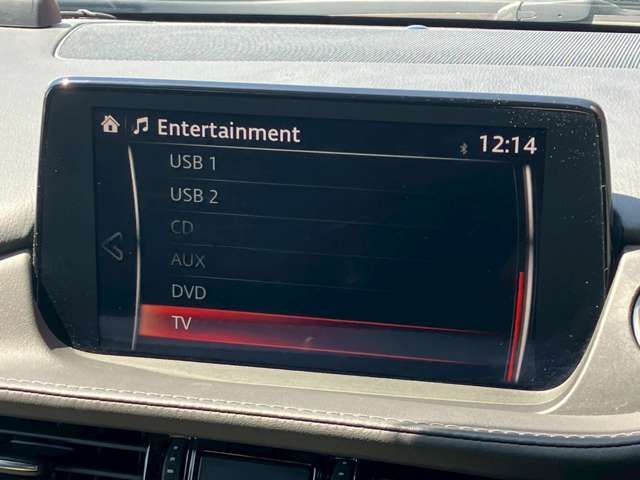 Entertainment
12:14
USB 1
USB 2
CD
AUX
DVD
TV